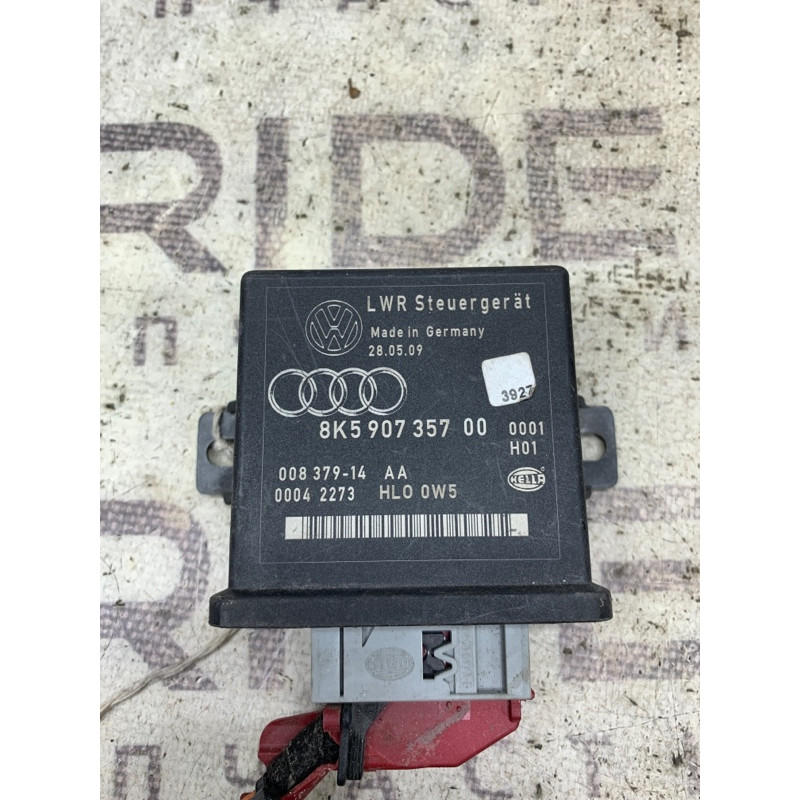 RIDE
LWR Steuergerät
Made in Germany
28.05.09
3927
8K5 907 357 00 0001
H01
008 379-14 AA
0004 2273 HLO 0W5
HELLA
RIDE